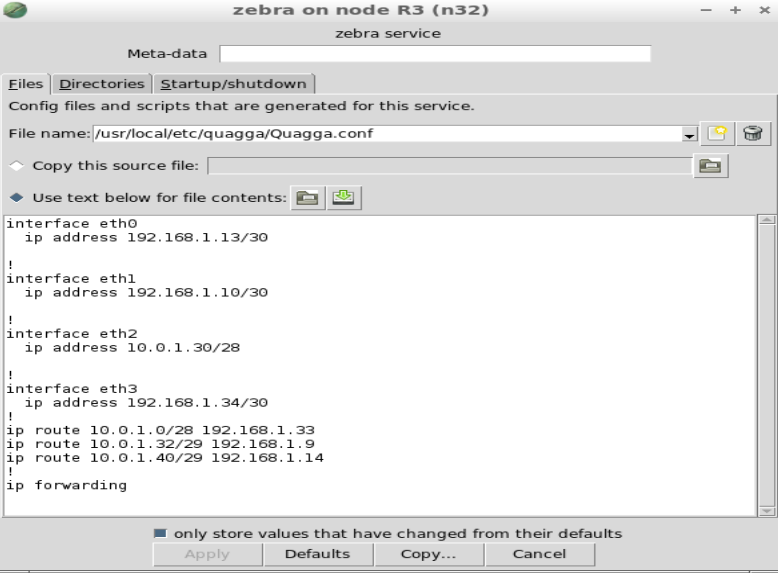 zebra on node R3 (n32)
zebra service
Meta-data
Files Directories Startup/shutdown
Config files and scripts that are generated for this service.
File name: /usr/local/etc/quagga/Quagga.conf
Copy this source file:
Use text below for file contents:
interface eth0
  ip address 192.168.1.13/30
!
interface eth1
  ip address 192.168.1.10/30
!
interface eth2
  ip address 10.0.1.30/28
!
interface eth3
  ip address 192.168.1.34/30
!
ip route 10.0.1.0/28 192.168.1.33
ip route 10.0.1.32/29 192.168.1.9
ip route 10.0.1.40/29 192.168.1.14
!
ip forwarding
only store values that have changed from their defaults
Apply Defaults Copy... Cancel